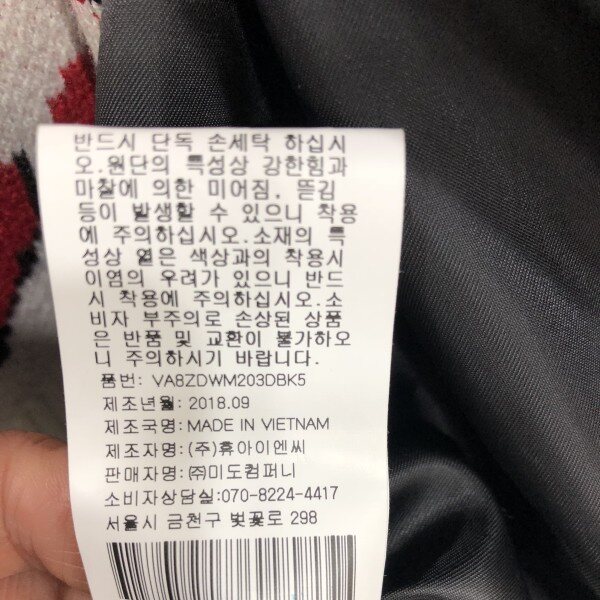 반드시 단독 손세탁 하십시
오.원단의 특성상 강한힘과
마찰에 의한 미어짐, 뜯김
등이 발생할 수 있으니 착용
에 주의하십시오.소재의 특
성상 옅은 색상과의 착용시
이염의 우려가 있으니 반드
시 착용에 주의하십시오.소
비자 부주의로 손상된 상품
은 반품 및 교환이 불가하오
니 주의하시기 바랍니다.
품번: VA8ZDWM203DBK5
제조년월: 2018.09
제조국명: MADE IN VIETNAM
제조자명: (주)휴아이엔씨
판매자명: ㈜미도컴퍼니
소비자상담실:070-8224-4417
서울시 금천구 벚꽃로 298